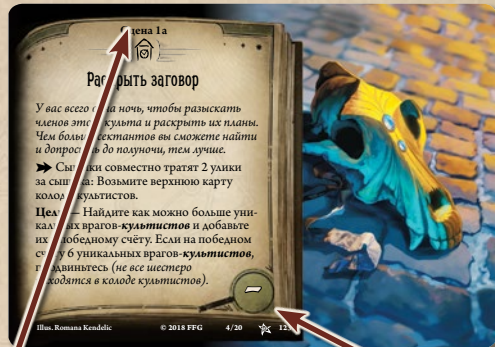 Сцена 1a
Раскрыть заговор
У вас всего одна ночь, чтобы разыскать
членов этого культа и раскрыть их планы.
Чем больше сектантов вы сможете найти
и допросить до полуночи, тем лучше.
Сыщики совместно тратят 2 улики
за сыщика: Возьмите верхнюю карту
колоды культистов.
Цель – Найдите как можно больше уни-
кальных врагов-культистов и добавьте
их к победному счёту. Если на победном
счету 6 уникальных врагов-культистов,
продвиньтесь (не все шестеро
находятся в колоде культистов).
–
Illus. Romana Kendelic © 2018 FFG 4/20